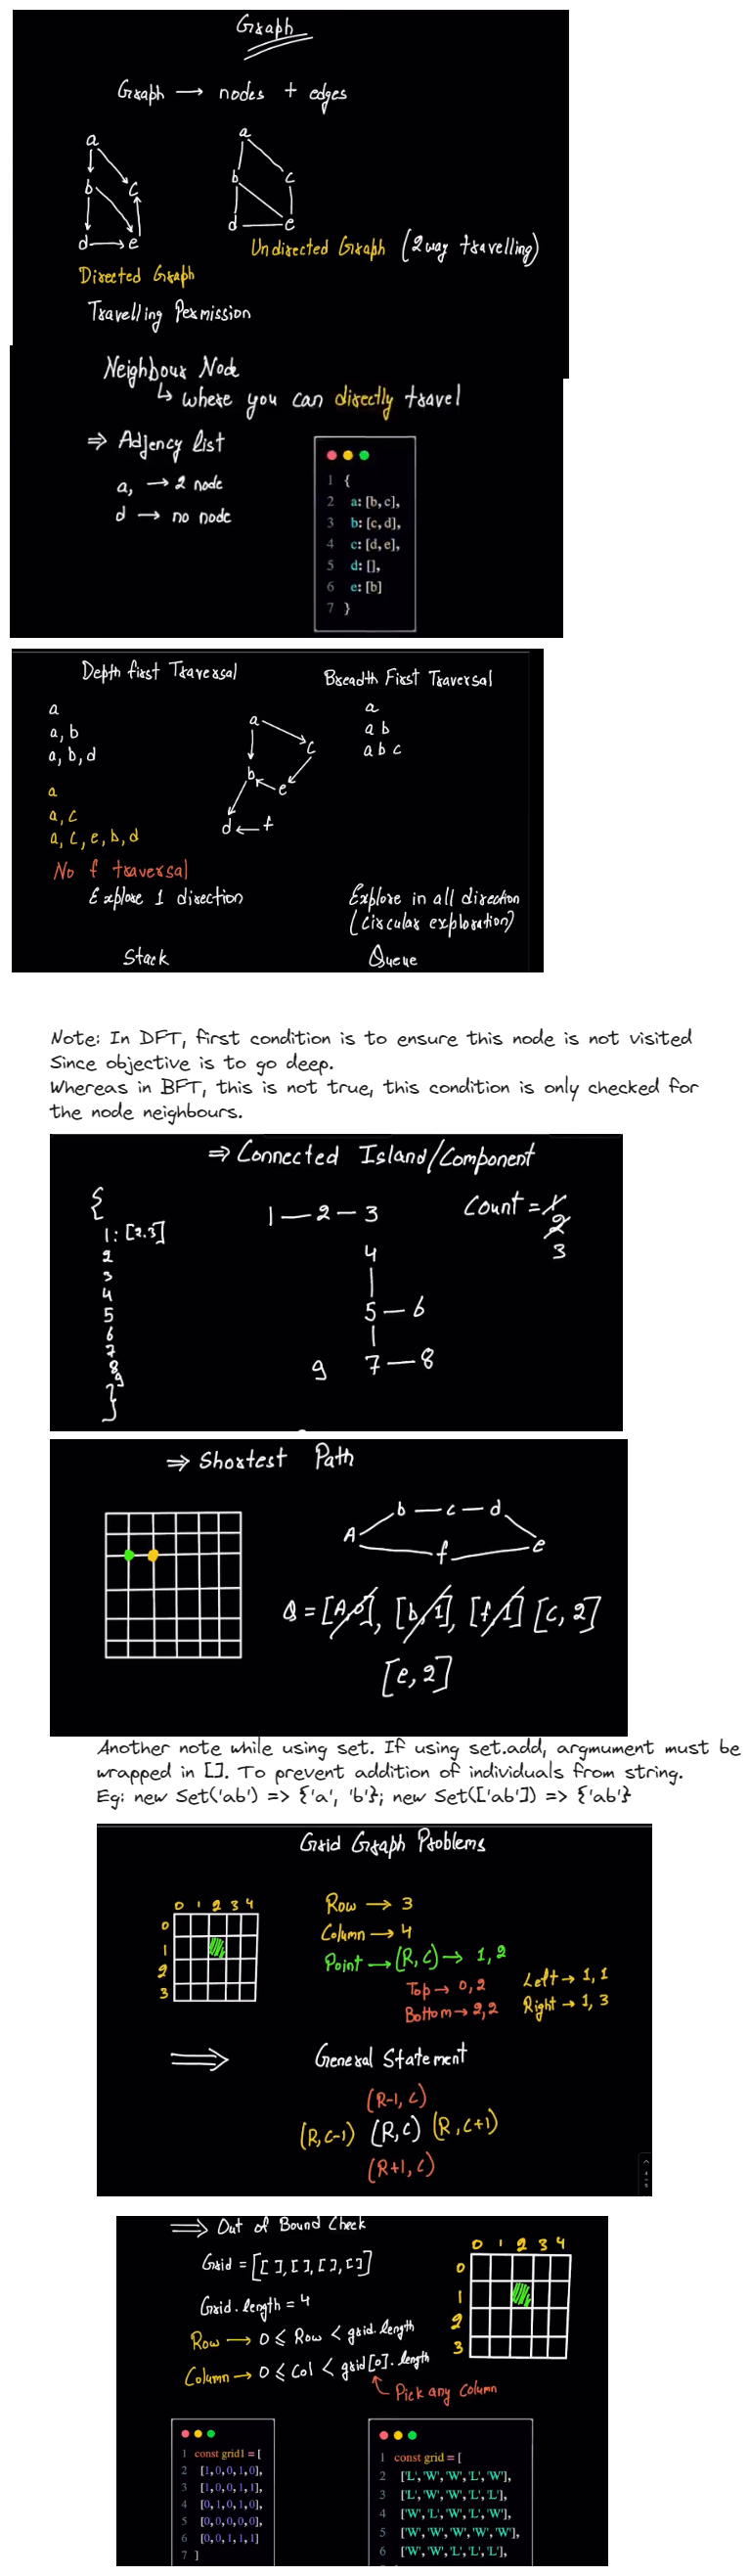 Graph
Graph → nodes + edges
a
b c
d e
a
b c
d e
Directed Graph
Undirected Graph (2 way travelling)
Travelling Permission
Neighbour Node
↳ where you can directly travel
⇒ Adjency list
a, → 2 node
d → no node
1 {
2 a: [b, c],
3 b: [c, d],
4 c: [d, e],
5 d: [],
6 e: [b]
7 }
Depth first Traversal
Breadth First Traversal
a
a, b
a, b, d
a
a, c
a, c, e, b, d
No f traversal
Explore 1 direction
Stack
a
c
b
e
d f
a
a b
a b c
Explore in all direction
(Circular exploration)
Queue
Note: In DFT, first condition is to ensure this node is not visited
Since objective is to go deep.
Whereas in BFT, this is not true, this condition is only checked for
the node neighbours.
⇒ Connected Island/Component
{
1: [2,3]
2
3
4
5
6
7
8
9
}
1 — 2 — 3
4
5 — 6
9 7 — 8
Count = 1
2
3
⇒ Shortest Path
b — c — d
A e
f
Q = [A,0], [b,1], [f,1] [c, 2]
[e, 2]
Another note while using set. If using set.add, argmument must be
wrapped in []. To prevent addition of individuals from string.
Eg: new Set('ab') => {'a', 'b'}; new Set(['ab']) => {'ab'}
Grid Graph Problems
0 1 2 3 4
0
1
2
3
Row → 3
Column → 4
Point → (R, C) → 1, 2
Top → 0, 2
Bottom → 2, 2
Left → 1, 1
Right → 1, 3
⇒ General Statement
(R-1, C)
(R, C-1) (R, C) (R, C+1)
(R+1, C)
⇒ Out of Bound Check
Grid = [[ ], [ ], [ ], [ ]]
Grid.length = 4
Row → 0 ≤ Row < grid.length
Column → 0 ≤ Col < grid[0].length
Pick any column
0 1 2 3 4
0
1
2
3
1 const grid1 = [
2 [1, 0, 0, 1, 0],
3 [1, 0, 0, 1, 1],
4 [0, 1, 0, 1, 0],
5 [0, 0, 0, 0, 0],
6 [0, 0, 1, 1, 1]
7 ]
1 const grid = [
2 ['L', 'W', 'W', 'L', 'W'],
3 ['L', 'W', 'W', 'L', 'L'],
4 ['W', 'L', 'W', 'L', 'W'],
5 ['W', 'W', 'W', 'W', 'W'],
6 ['W', 'W', 'L', 'L', 'L'],